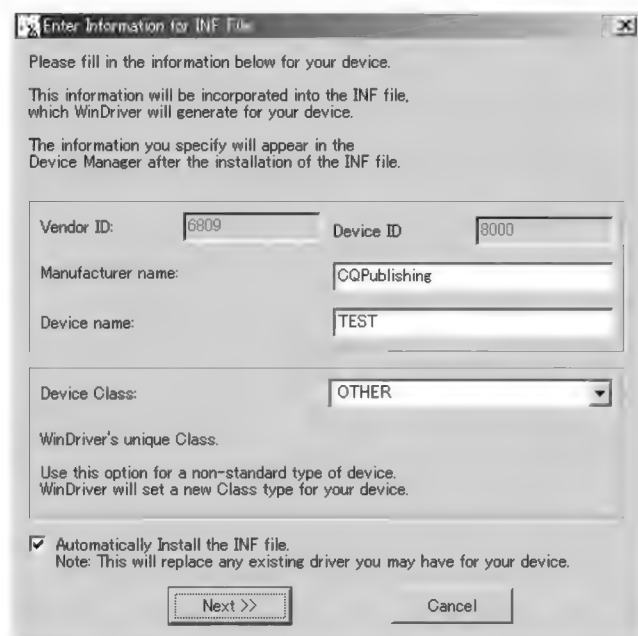 Enter Information for INF File
Please fill in the information below for your device.
This information will be incorporated into the INF file,
which WinDriver will generate for your device.
The information you specify will appear in the
Device Manager after the installation of the INF file.
Vendor ID: 6809 Device ID 8000
Manufacturer name: CQPublishing
Device name: TEST
Device Class: OTHER
WinDriver's unique Class.
Use this option for a non-standard type of device.
WinDriver will set a new Class type for your device.
Automatically Install the INF file.
Note: This will replace any existing driver you may have for your device.
Next >> Cancel